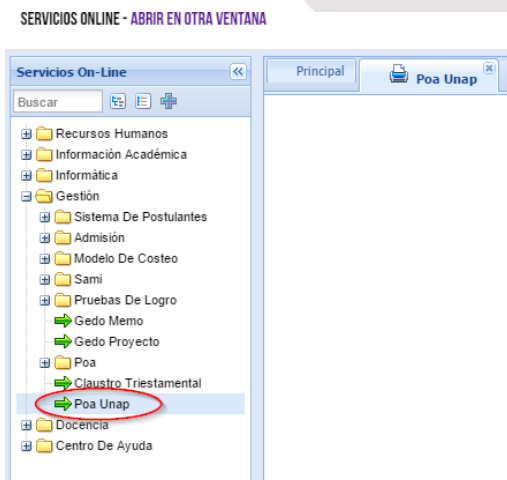 SERVICIOS ONLINE - ABRIR EN OTRA VENTANA
Servicios On-Line
Buscar
Recursos Humanos
Información Académica
Informática
Gestión
Sistema De Postulantes
Admisión
Modelo De Costeo
Sami
Pruebas De Logro
Gedo Memo
Gedo Proyecto
Poa
Claustro Triestamental
Poa Unap
Docencia
Centro De Ayuda
Principal
Poa Unap